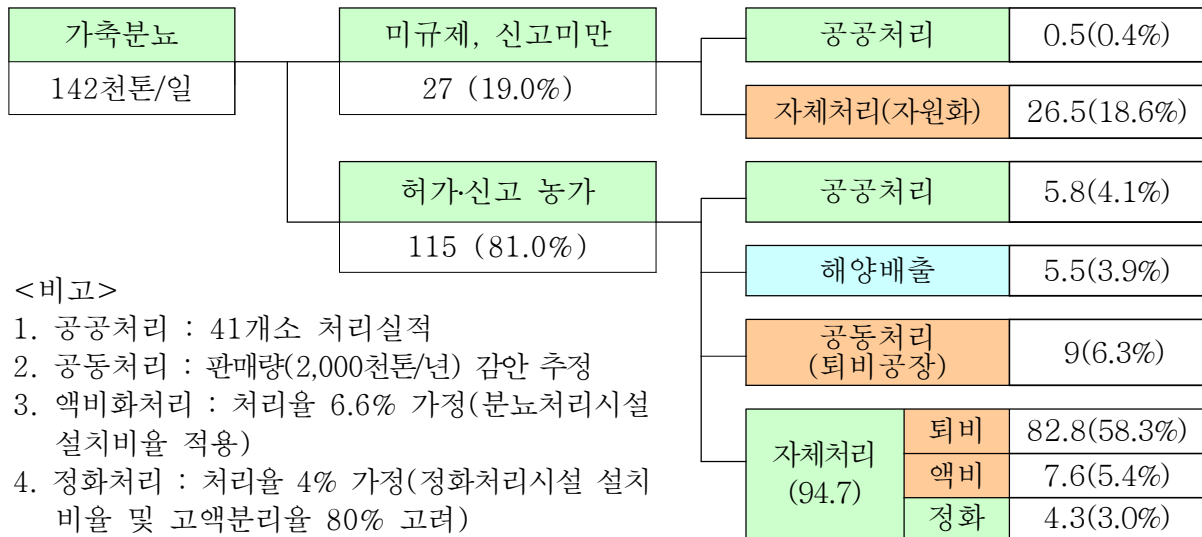 가축분뇨
142천톤/일
미규제, 신고미만
27 (19.0%)
공공처리
0.5(0.4%)
자체처리(자원화)
26.5(18.6%)
허가·신고 농가
115 (81.0%)
공공처리
5.8(4.1%)
해양배출
5.5(3.9%)
공동처리
(퇴비공장)
9(6.3%)
자체처리
(94.7)
퇴비
82.8(58.3%)
액비
7.6(5.4%)
정화
4.3(3.0%)
<비고>
1. 공공처리 : 41개소 처리실적
2. 공동처리 : 판매량(2,000천톤/년) 감안 추정
3. 액비화처리 : 처리율 6.6% 가정(분뇨처리시설
설치비율 적용)
4. 정화처리 : 처리율 4% 가정(정화처리시설 설치
비율 및 고액분리율 80% 고려)